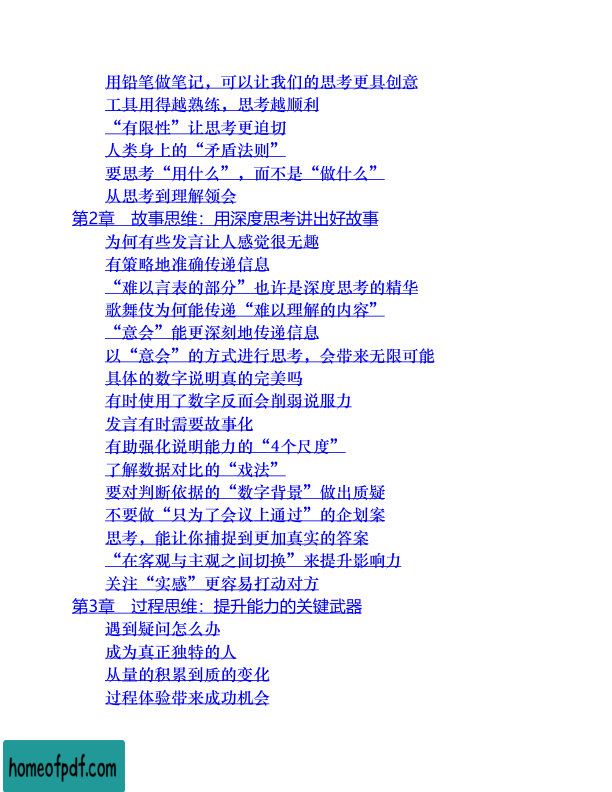 用铅笔做笔记，可以让我们的思考更具创意
工具用得越熟练，思考越顺利
“有限性”让思考更迫切
人类身上的“矛盾法则”
要思考“用什么”，而不是“做什么”
从思考到理解领会
第2章　故事思维：用深度思考讲出好故事
为何有些发言让人感觉很无趣
有策略地准确传递信息
“难以言表的部分”也许是深度思考的精华
歌舞伎为何能传递“难以理解的内容”
“意会”能更深刻地传递信息
以“意会”的方式进行思考，会带来无限可能
具体的数字说明真的完美吗
有时使用了数字反而会削弱说服力
发言有时需要故事化
有助强化说明能力的“4个尺度”
了解数据对比的“戏法”
要对判断依据的“数字背景”做出质疑
不要做“只为了会议上通过”的企划案
思考，能让你捕捉到更加真实的答案
“在客观与主观之间切换”来提升影响力
关注“实感”更容易打动对方
第3章　过程思维：提升能力的关键武器
遇到疑问怎么办
成为真正独特的人
从量的积累到质的变化
过程体验带来成功机会
homeofpdf.com